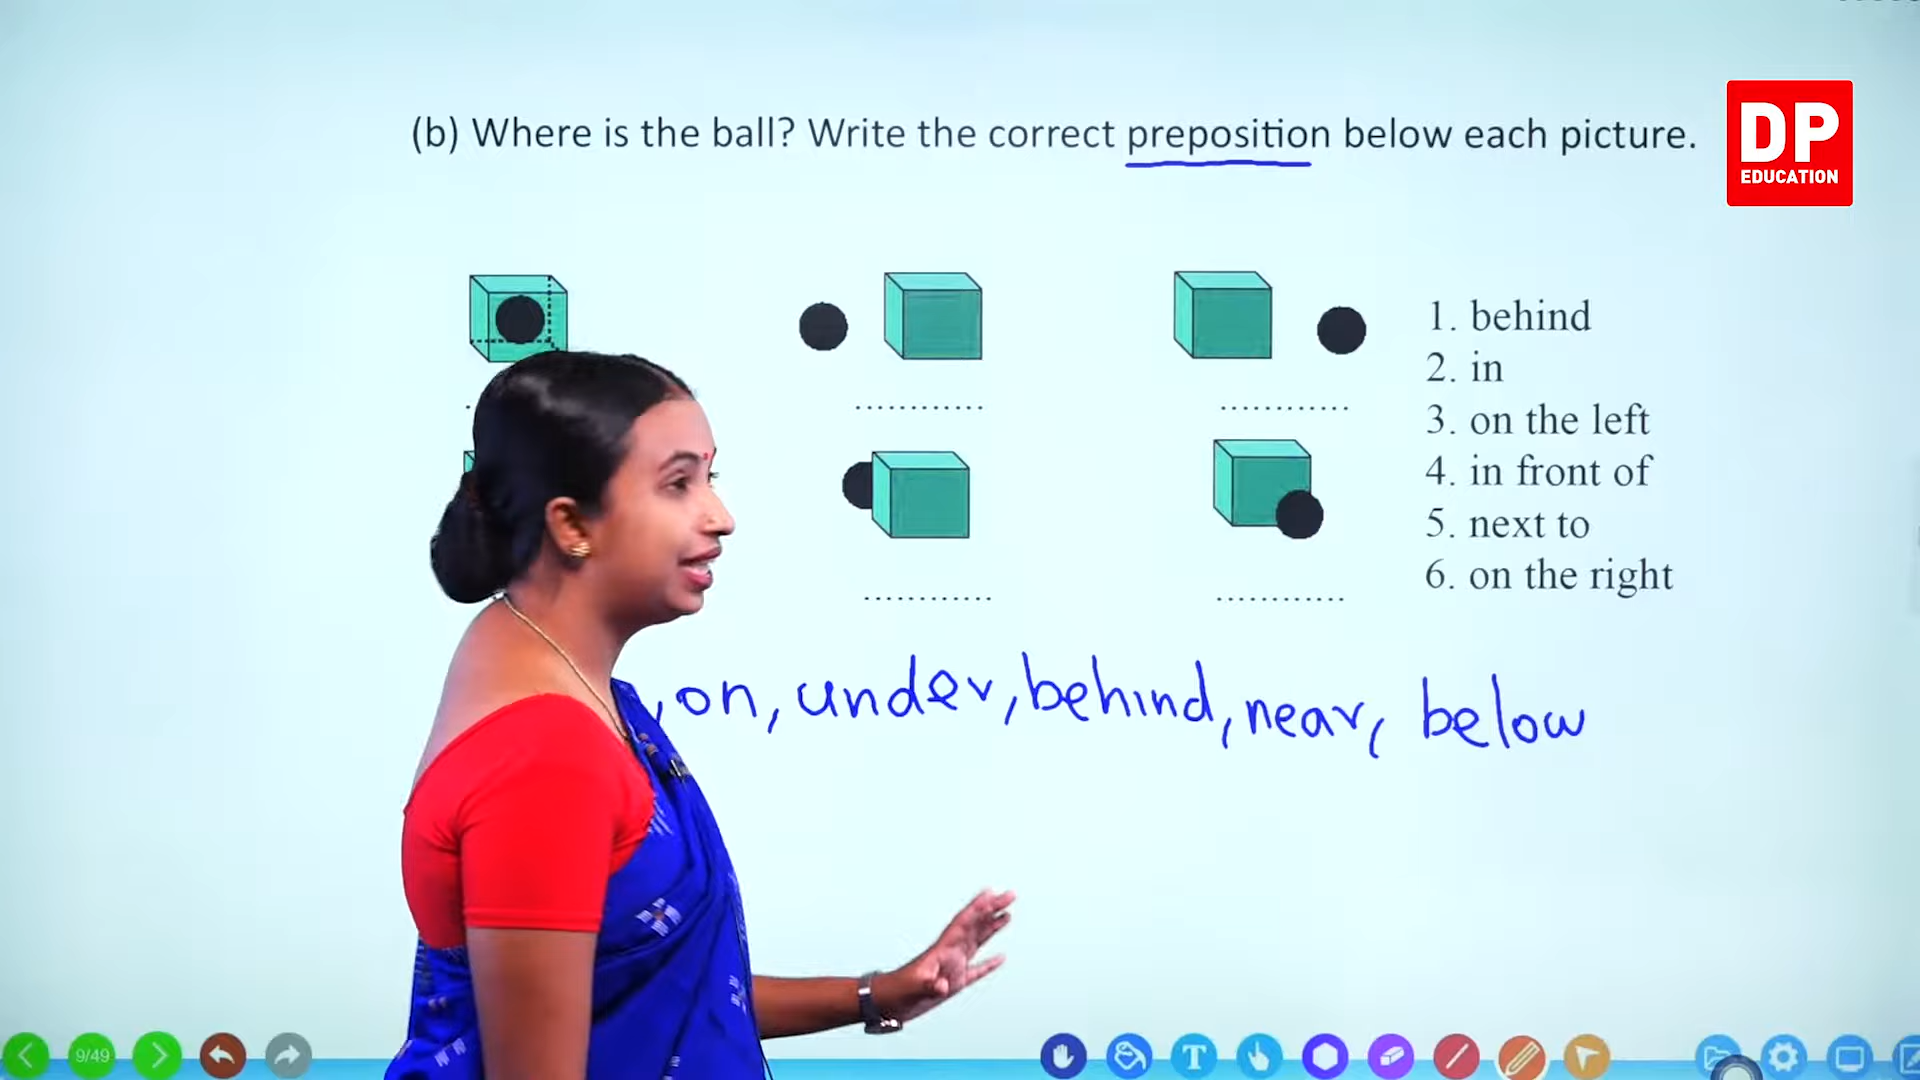 (b) Where is the ball? Write the correct preposition below each picture.
DP
EDUCATION
1. behind
2. in
3. on the left
4. in front of
5. next to
6. on the right
, on, under, behind, near, below
9/49
T